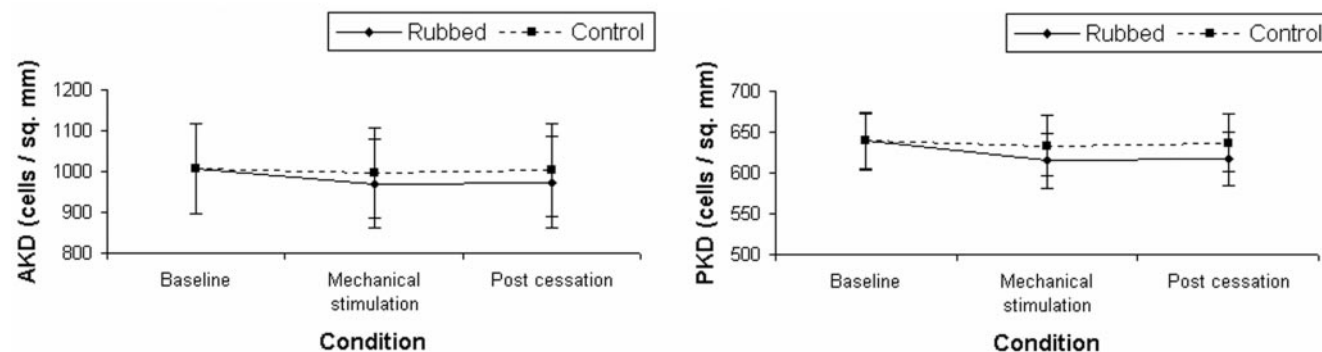 Rubbed Control
AKD (cells / sq. mm)
1200
1100
1000
900
800
Baseline
Mechanical
stimulation
Post cessation
Condition
Rubbed Control
PKD (cells / sq. mm)
700
650
600
550
500
Baseline
Mechanical
stimulation
Post cessation
Condition